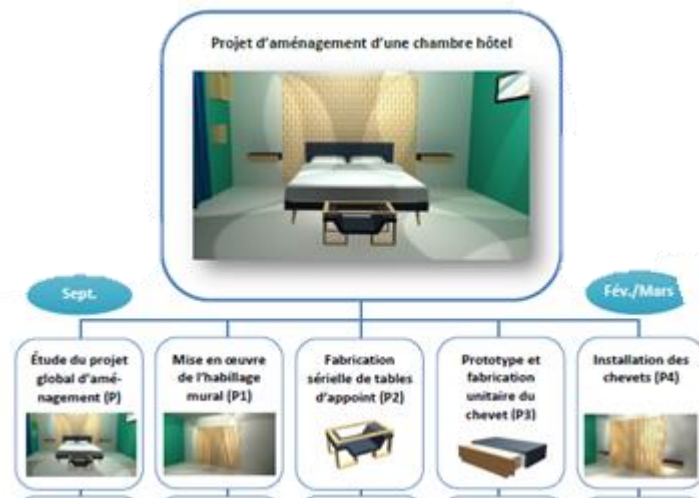 Projet d'aménagement d'une chambre hôtel
Sept.
Fév./Mars
Étude du projet
global d'amé-
nagement (P)
Mise en œuvre
de l'habillage
mural (P1)
Fabrication
sérielle de tables
d'appoint (P2)
Prototype et
fabrication
unitaire du
chevet (P3)
Installation des
chevets (P4)